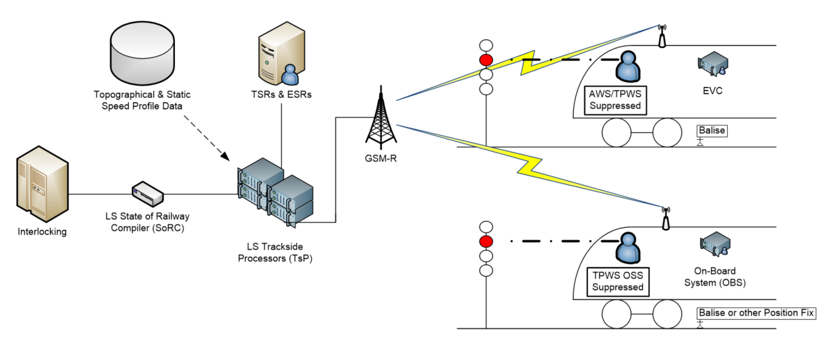 Topographical & Static
Speed Profile Data
TSRs & ESRs
GSM-R
Interlocking
LS State of Railway
Compiler (SoRC)
LS Trackside
Processors (TsP)
AWS/TPWS
Suppressed
EVC
Balise
TPWS OSS
Suppressed
On-Board
System (OBS)
Balise or other Position Fix